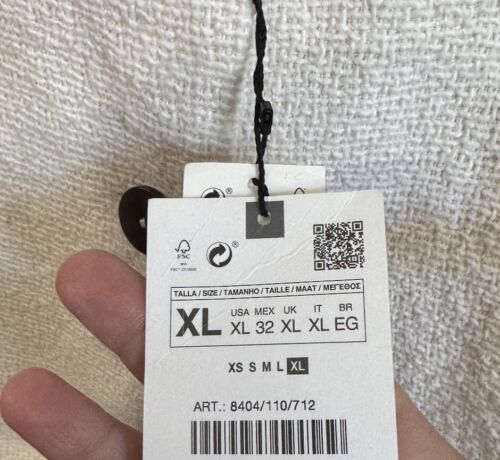 FSC
TALLA / SIZE / TAMANHO / TAILLE / MAAT / ΜΕΓΕΘΟΣ
XL
USA MEX UK IT BR
XL 32 XL XL EG
XS S M L XL
ART.: 8404/110/712